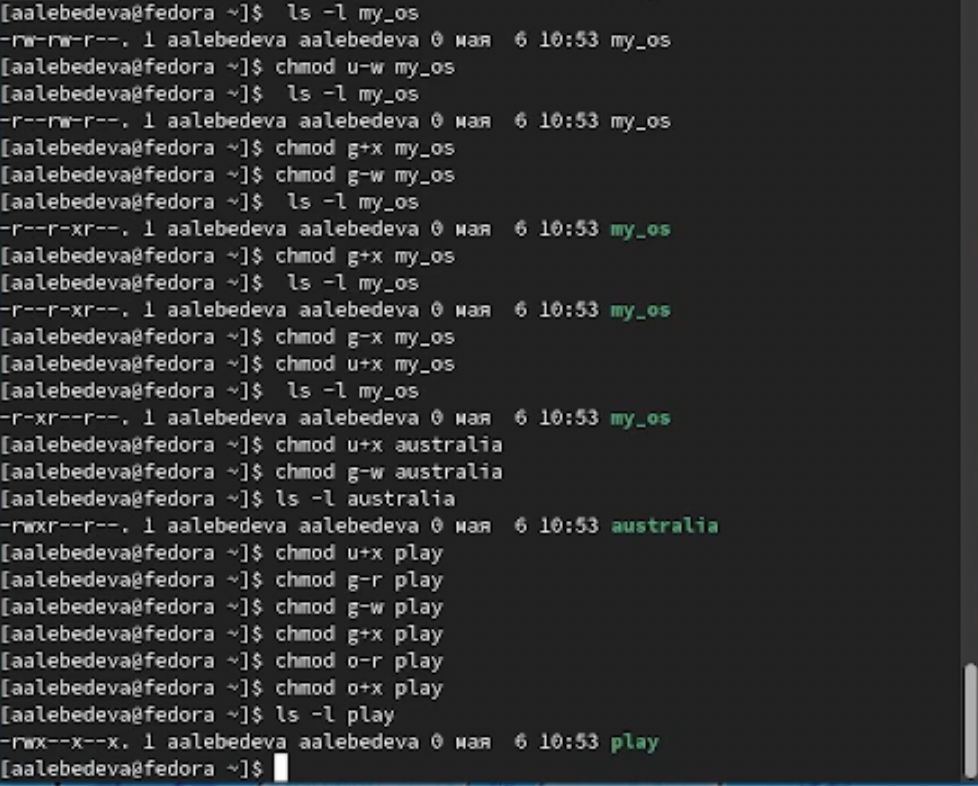 [aalebedeva@fedora ~]$  ls -l my_os
-rw-rw-r--. 1 aalebedeva aalebedeva 0 мая  6 10:53 my_os
[aalebedeva@fedora ~]$ chmod u-w my_os
[aalebedeva@fedora ~]$  ls -l my_os
-r--rw-r--. 1 aalebedeva aalebedeva 0 мая  6 10:53 my_os
[aalebedeva@fedora ~]$ chmod g+x my_os
[aalebedeva@fedora ~]$ chmod g-w my_os
[aalebedeva@fedora ~]$  ls -l my_os
-r--r-xr--. 1 aalebedeva aalebedeva 0 мая  6 10:53 my_os
[aalebedeva@fedora ~]$ chmod g+x my_os
[aalebedeva@fedora ~]$  ls -l my_os
-r--r-xr--. 1 aalebedeva aalebedeva 0 мая  6 10:53 my_os
[aalebedeva@fedora ~]$ chmod g-x my_os
[aalebedeva@fedora ~]$ chmod u+x my_os
[aalebedeva@fedora ~]$  ls -l my_os
-r-xr--r--. 1 aalebedeva aalebedeva 0 мая  6 10:53 my_os
[aalebedeva@fedora ~]$ chmod u+x australia
[aalebedeva@fedora ~]$ chmod g-w australia
[aalebedeva@fedora ~]$ ls -l australia
-rwxr--r--. 1 aalebedeva aalebedeva 0 мая  6 10:53 australia
[aalebedeva@fedora ~]$ chmod u+x play
[aalebedeva@fedora ~]$ chmod g-r play
[aalebedeva@fedora ~]$ chmod g-w play
[aalebedeva@fedora ~]$ chmod g+x play
[aalebedeva@fedora ~]$ chmod o-r play
[aalebedeva@fedora ~]$ chmod o+x play
[aalebedeva@fedora ~]$ ls -l play
-rwx--x--x. 1 aalebedeva aalebedeva 0 мая  6 10:53 play
[aalebedeva@fedora ~]$